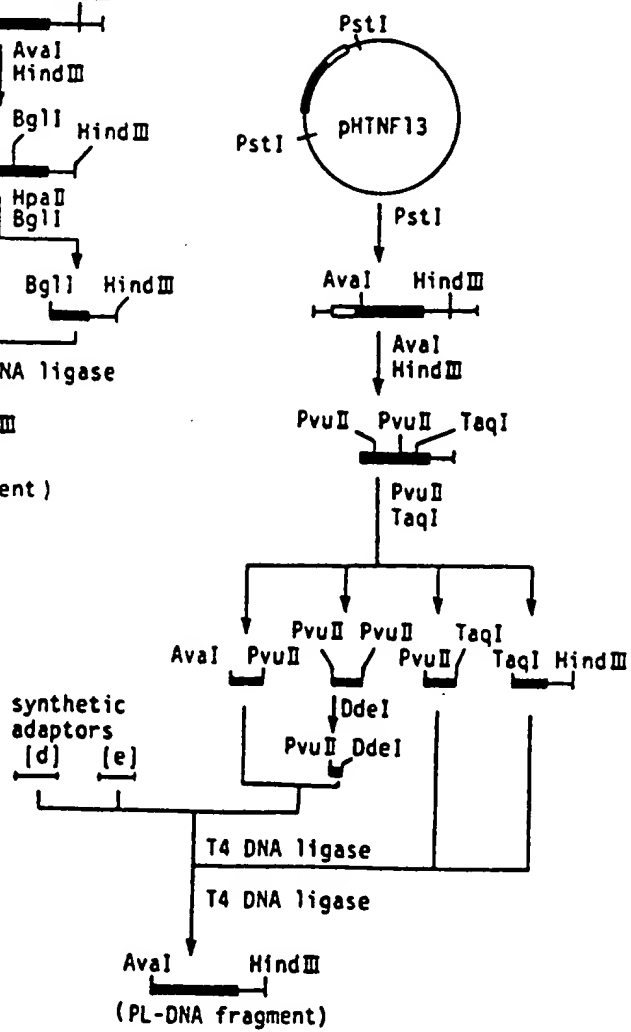 AvaI
HindⅢ
BglI
HindⅢ
HpaⅡ
BglI
BglI HindⅢ
NA ligase
Ⅲ
ent)
PstI
pHTNF13
PstI
PstI
AvaI HindⅢ
AvaI
HindⅢ
PvuⅡ PvuⅡ TaqI
PvuⅡ
TaqI
AvaI PvuⅡ
PvuⅡ PvuⅡ
TaqI
PvuⅡ
TaqI HindⅢ
DdeI
PvuⅡ DdeI
synthetic
adaptors
[d] [e]
T4 DNA ligase
T4 DNA ligase
AvaI HindⅢ
(PL-DNA fragment)